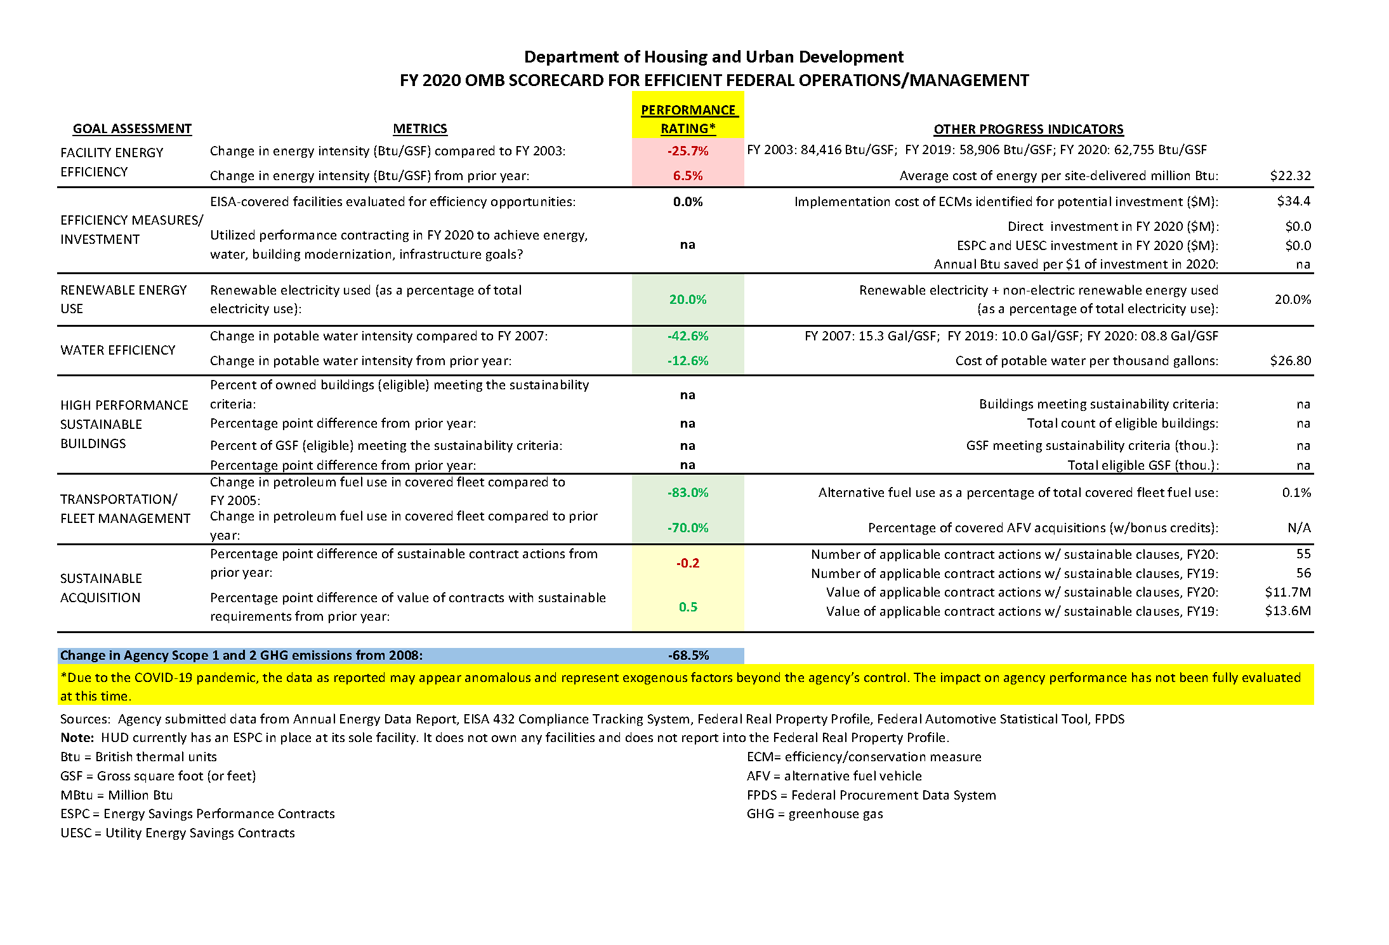 Department of Housing and Urban Development
FY 2020 OMB SCORECARD FOR EFFICIENT FEDERAL OPERATIONS/MANAGEMENT
GOAL ASSESSMENT
METRICS
PERFORMANCE
RATING*
OTHER PROGRESS INDICATORS
FACILITY ENERGY
EFFICIENCY
Change in energy intensity (Btu/GSF) compared to FY 2003:
-25.7%
FY 2003: 84,416 Btu/GSF;  FY 2019: 58,906 Btu/GSF; FY 2020: 62,755 Btu/GSF
Change in energy intensity (Btu/GSF) from prior year:
6.5%
Average cost of energy per site-delivered million Btu:
$22.32
EFFICIENCY MEASURES/
INVESTMENT
EISA-covered facilities evaluated for efficiency opportunities:
0.0%
Implementation cost of ECMs identified for potential investment ($M):
$34.4
Utilized performance contracting in FY 2020 to achieve energy,
water, building modernization, infrastructure goals?
na
Direct  investment in FY 2020 ($M):
$0.0
ESPC and UESC investment in FY 2020 ($M):
$0.0
Annual Btu saved per $1 of investment in 2020:
na
RENEWABLE ENERGY
USE
Renewable electricity used (as a percentage of total
electricity use):
20.0%
Renewable electricity + non-electric renewable energy used
(as a percentage of total electricity use):
20.0%
WATER EFFICIENCY
Change in potable water intensity compared to FY 2007:
-42.6%
FY 2007: 15.3 Gal/GSF;  FY 2019: 10.0 Gal/GSF; FY 2020: 08.8 Gal/GSF
Change in potable water intensity from prior year:
-12.6%
Cost of potable water per thousand gallons:
$26.80
HIGH PERFORMANCE
SUSTAINABLE
BUILDINGS
Percent of owned buildings (eligible) meeting the sustainability
criteria:
na
Buildings meeting sustainability criteria:
na
Percentage point difference from prior year:
na
Total count of eligible buildings:
na
Percent of GSF (eligible) meeting the sustainability criteria:
na
GSF meeting sustainability criteria (thou.):
na
Percentage point difference from prior year:
na
Total eligible GSF (thou.):
na
TRANSPORTATION/
FLEET MANAGEMENT
Change in petroleum fuel use in covered fleet compared to
FY 2005:
-83.0%
Alternative fuel use as a percentage of total covered fleet fuel use:
0.1%
Change in petroleum fuel use in covered fleet compared to prior
year:
-70.0%
Percentage of covered AFV acquisitions (w/bonus credits):
N/A
SUSTAINABLE
ACQUISITION
Percentage point difference of sustainable contract actions from
prior year:
-0.2
Number of applicable contract actions w/ sustainable clauses, FY20:
55
Number of applicable contract actions w/ sustainable clauses, FY19:
56
Percentage point difference of value of contracts with sustainable
requirements from prior year:
0.5
Value of applicable contract actions w/ sustainable clauses, FY20:
$11.7M
Value of applicable contract actions w/ sustainable clauses, FY19:
$13.6M
Change in Agency Scope 1 and 2 GHG emissions from 2008:
-68.5%
*Due to the COVID-19 pandemic, the data as reported may appear anomalous and represent exogenous factors beyond the agency's control. The impact on agency performance has not been fully evaluated
at this time.
Sources:  Agency submitted data from Annual Energy Data Report, EISA 432 Compliance Tracking System, Federal Real Property Profile, Federal Automotive Statistical Tool, FPDS
Note:  HUD currently has an ESPC in place at its sole facility. It does not own any facilities and does not report into the Federal Real Property Profile.
Btu = British thermal units
ECM= efficiency/conservation measure
GSF = Gross square foot (or feet)
AFV = alternative fuel vehicle
MBtu = Million Btu
FPDS = Federal Procurement Data System
ESPC = Energy Savings Performance Contracts
GHG = greenhouse gas
UESC = Utility Energy Savings Contracts